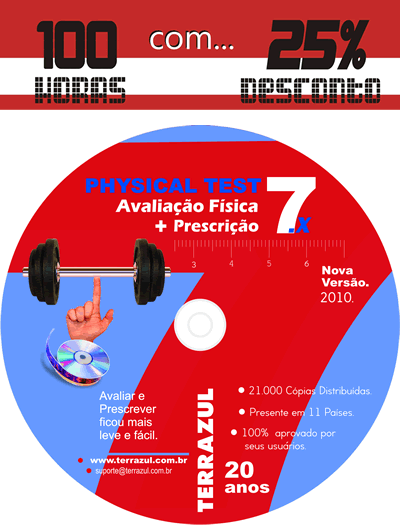 100 HORAS
com...
25% DESCONTO
PHYSICAL TEST 7.x
Avaliação Física
+ Prescrição
3 4 5 6
Nova
Versão.
2010.
Avaliar e
Prescrever
ficou mais
leve e fácil.
• www.terrazul.com.br
• suporte@terrazul.com.br
TERRAZUL
20
anos
• 21.000 Cópias Distribuidas.
• Presente em 11 Paises.
• 100% aprovado por
seus usuários.